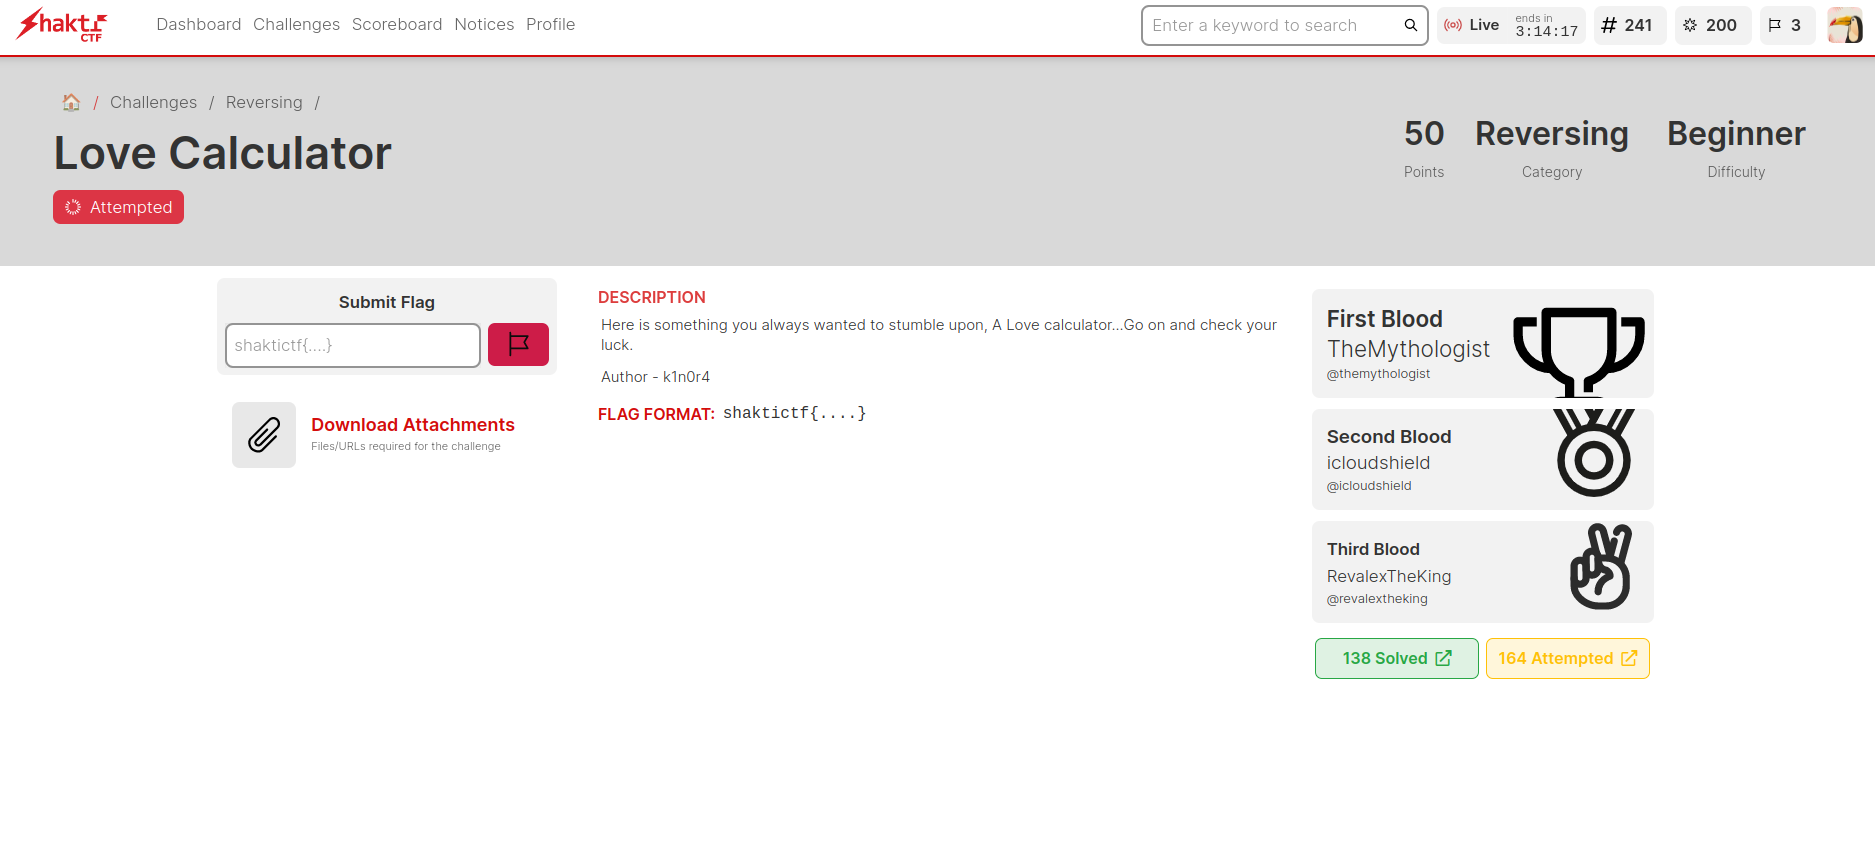 Shakti CTF
Dashboard Challenges Scoreboard Notices Profile
Enter a keyword to search
Live ends in 3:14:17
# 241
200
3
/ Challenges / Reversing /
Love Calculator
Attempted
50 Reversing Beginner
Points Category Difficulty
Submit Flag
shaktictf{....}
Download Attachments
Files/URLs required for the challenge
DESCRIPTION
Here is something you always wanted to stumble upon, A Love calculator...Go on and check your
luck.
Author - k1n0r4
FLAG FORMAT: shaktictf{....}
First Blood
TheMythologist
@themythologist
Second Blood
icloudshield
@icloudshield
Third Blood
RevalexTheKing
@revalextheking
138 Solved
164 Attempted